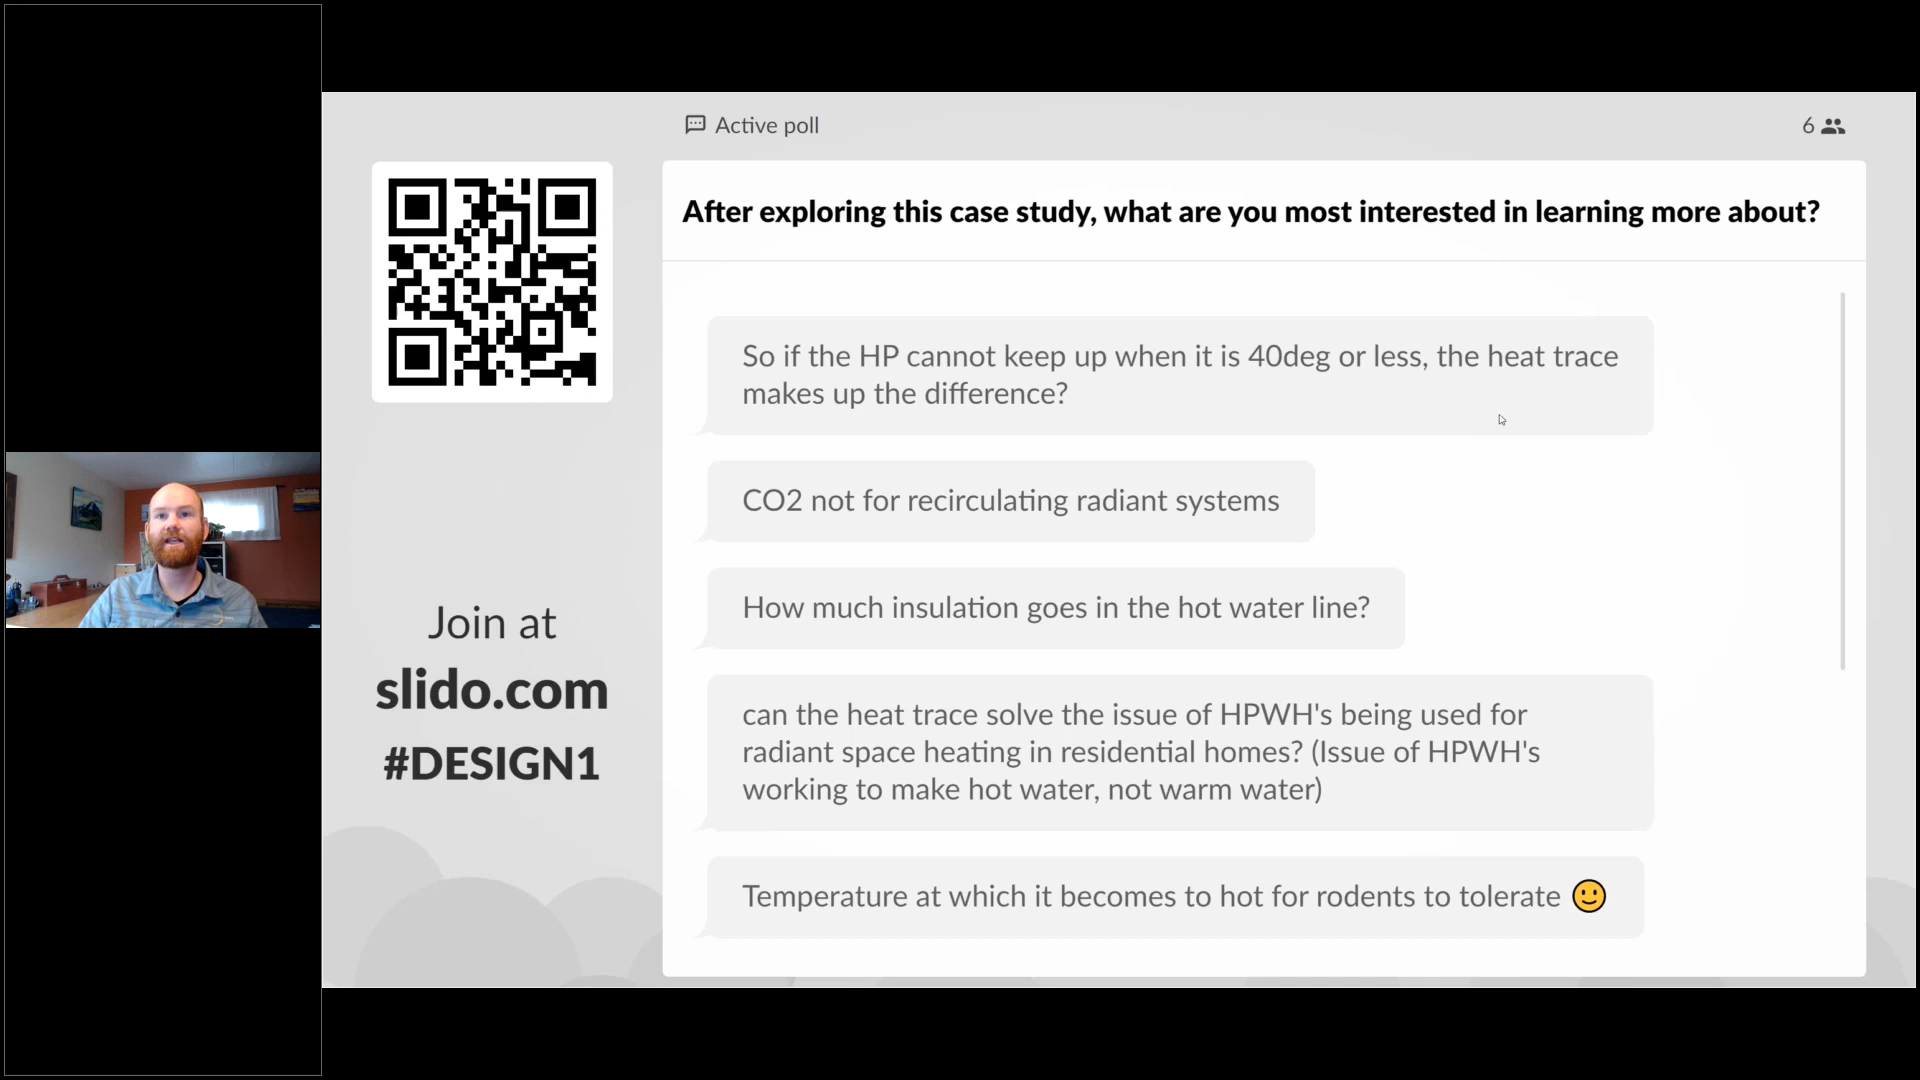 Active poll
6
After exploring this case study, what are you most interested in learning more about?
So if the HP cannot keep up when it is 40deg or less, the heat trace
makes up the difference?
CO2 not for recirculating radiant systems
How much insulation goes in the hot water line?
can the heat trace solve the issue of HPWH's being used for
radiant space heating in residential homes? (Issue of HPWH's
working to make hot water, not warm water)
Temperature at which it becomes to hot for rodents to tolerate 🙂
Join at
slido.com
#DESIGN1